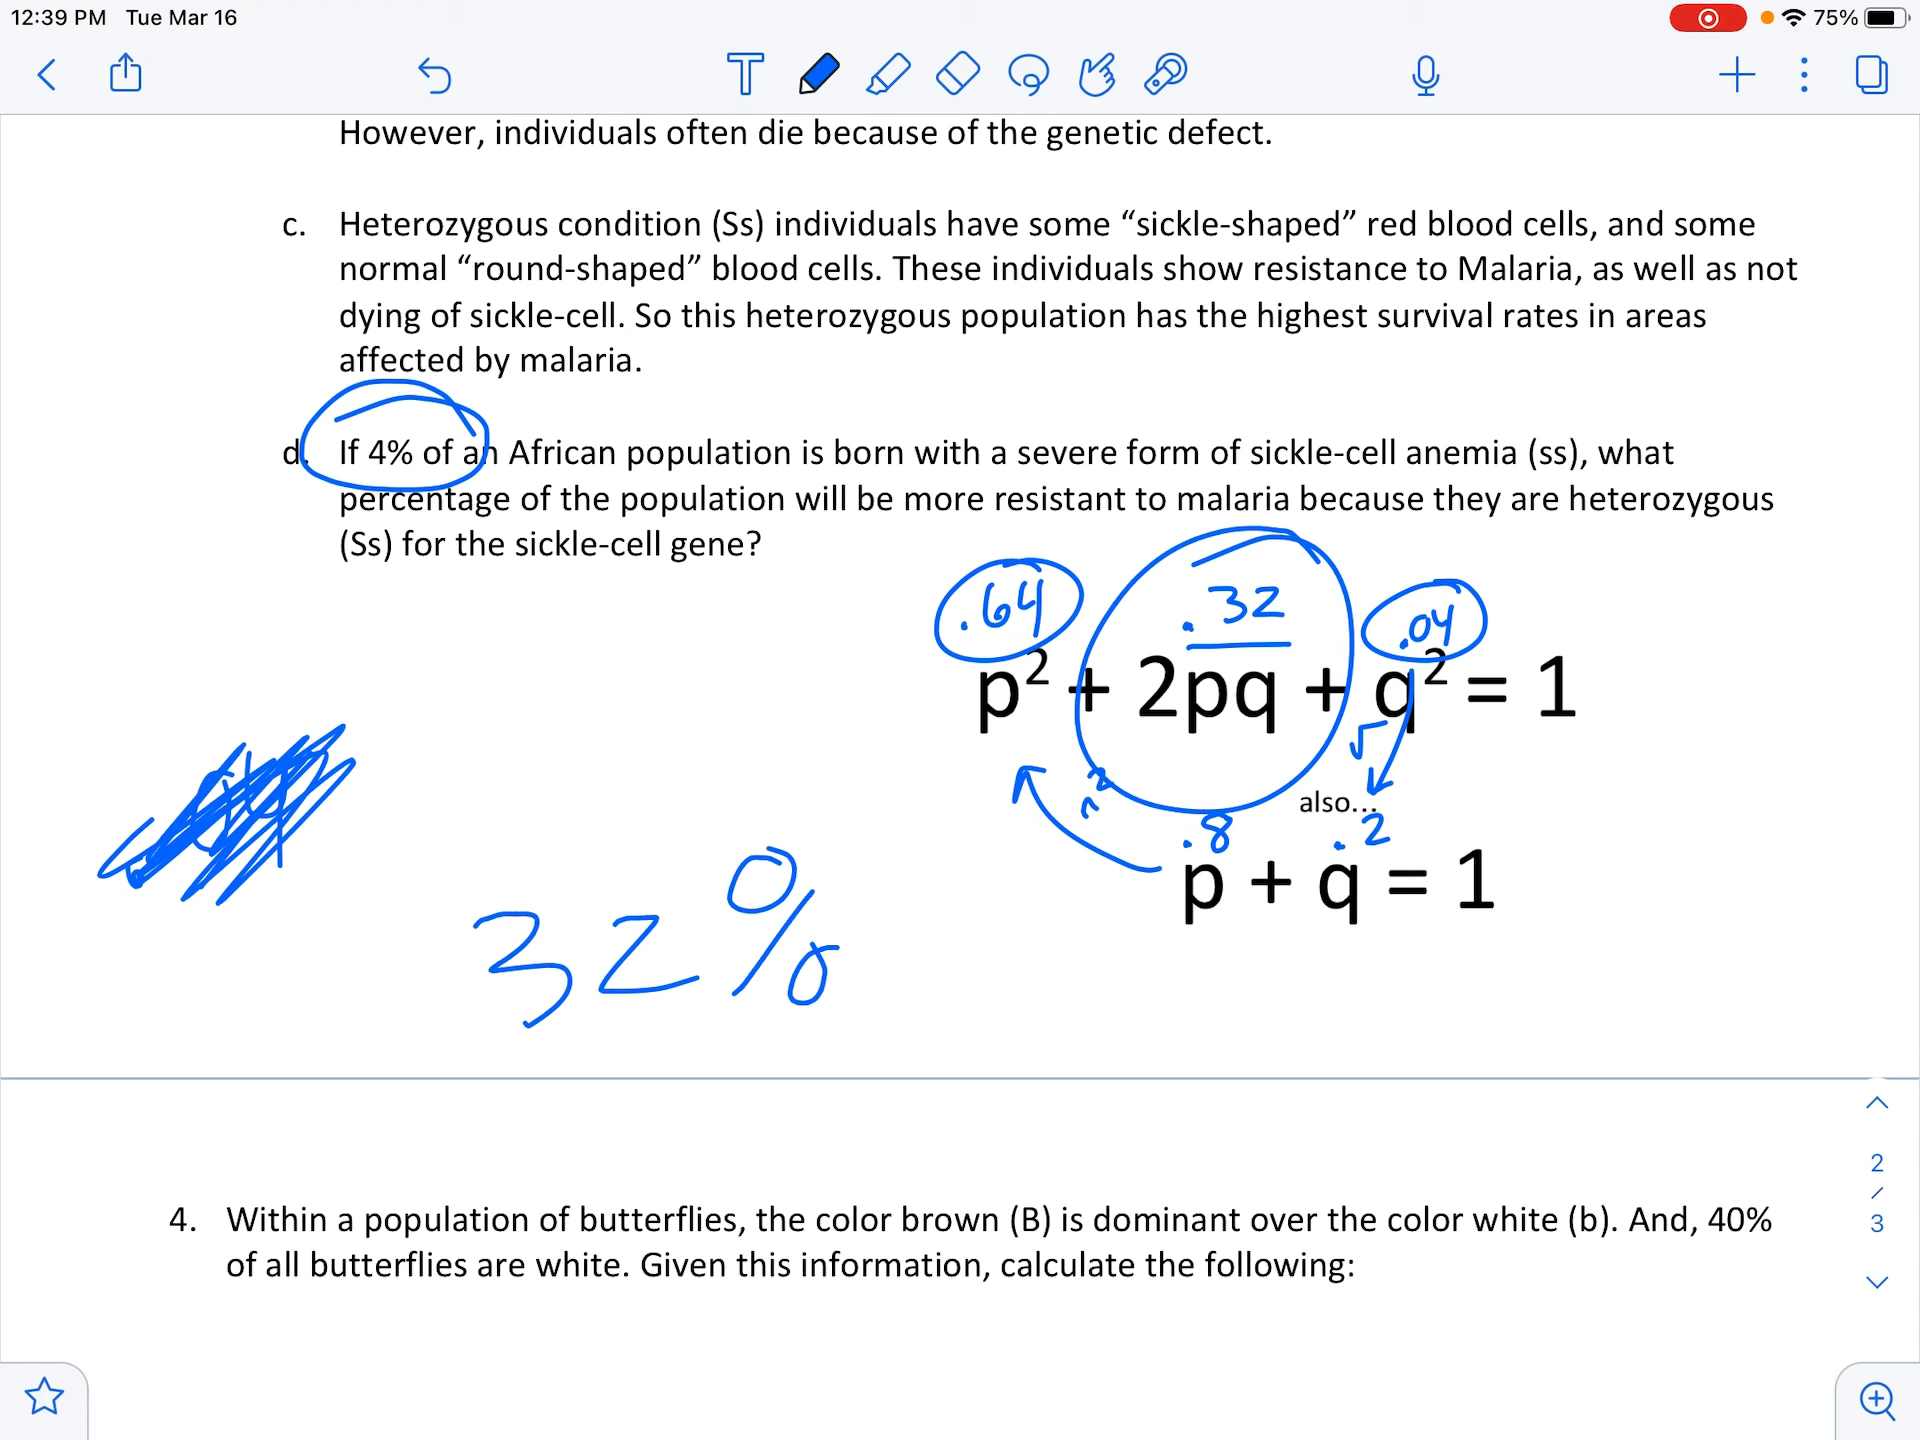 12:39 PM Tue Mar 16 75%
T
However, individuals often die because of the genetic defect.
c. Heterozygous condition (Ss) individuals have some “sickle-shaped” red blood cells, and some
normal “round-shaped” blood cells. These individuals show resistance to Malaria, as well as not
dying of sickle-cell. So this heterozygous population has the highest survival rates in areas
affected by malaria.
d. If 4% of an African population is born with a severe form of sickle-cell anemia (ss), what
percentage of the population will be more resistant to malaria because they are heterozygous
(Ss) for the sickle-cell gene?
.64 .32 .04
p² + 2pq + q² = 1
√
^2
also...
.8 .2
p + q = 1
32%
2
/
3
4. Within a population of butterflies, the color brown (B) is dominant over the color white (b). And, 40%
of all butterflies are white. Given this information, calculate the following: